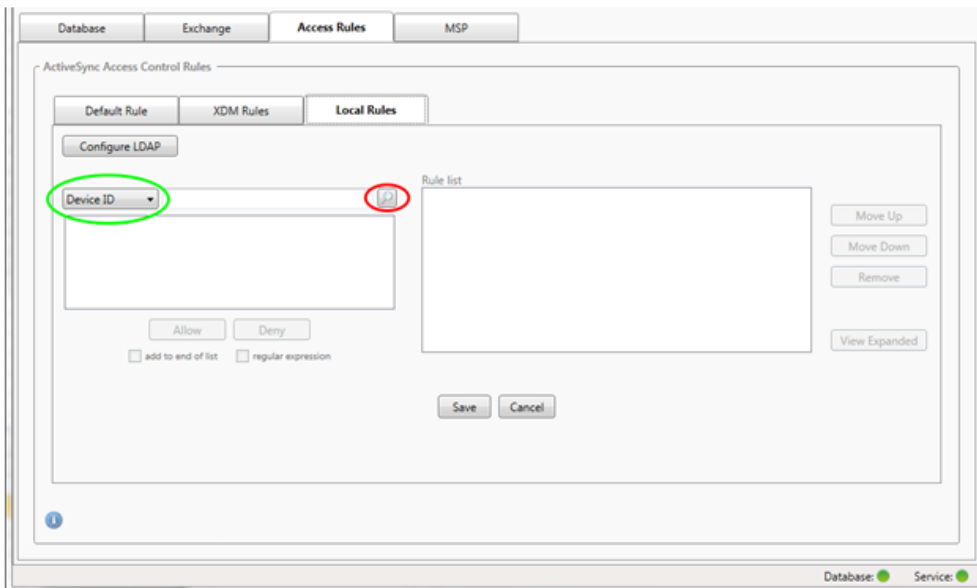 Database Exchange Access Rules MSP
ActiveSync Access Control Rules
Default Rule XDM Rules Local Rules
Configure LDAP
Rule list
Device ID
Move Up
Move Down
Remove
Allow Deny
View Expanded
add to end of list regular expression
Save Cancel
Database: Service: